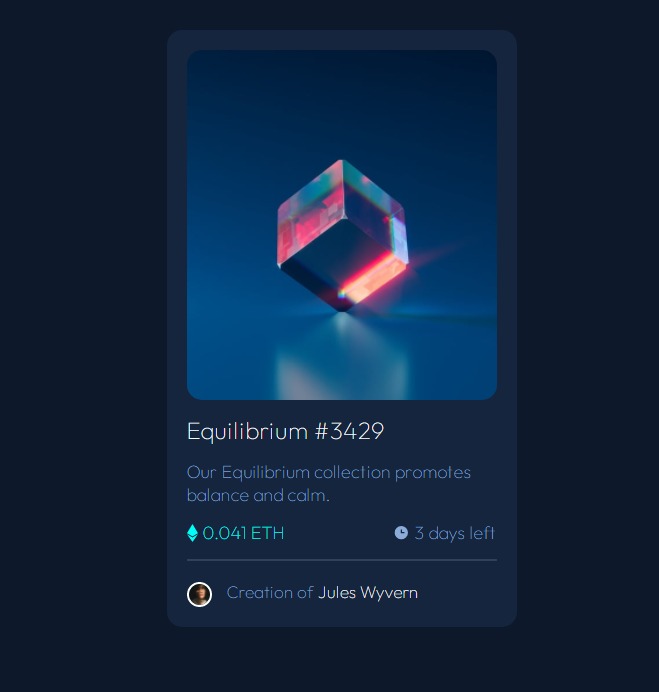 Equilibrium #3429
Our Equilibrium collection promotes
balance and calm.
0.041 ETH
3 days left
Creation of Jules Wyvern